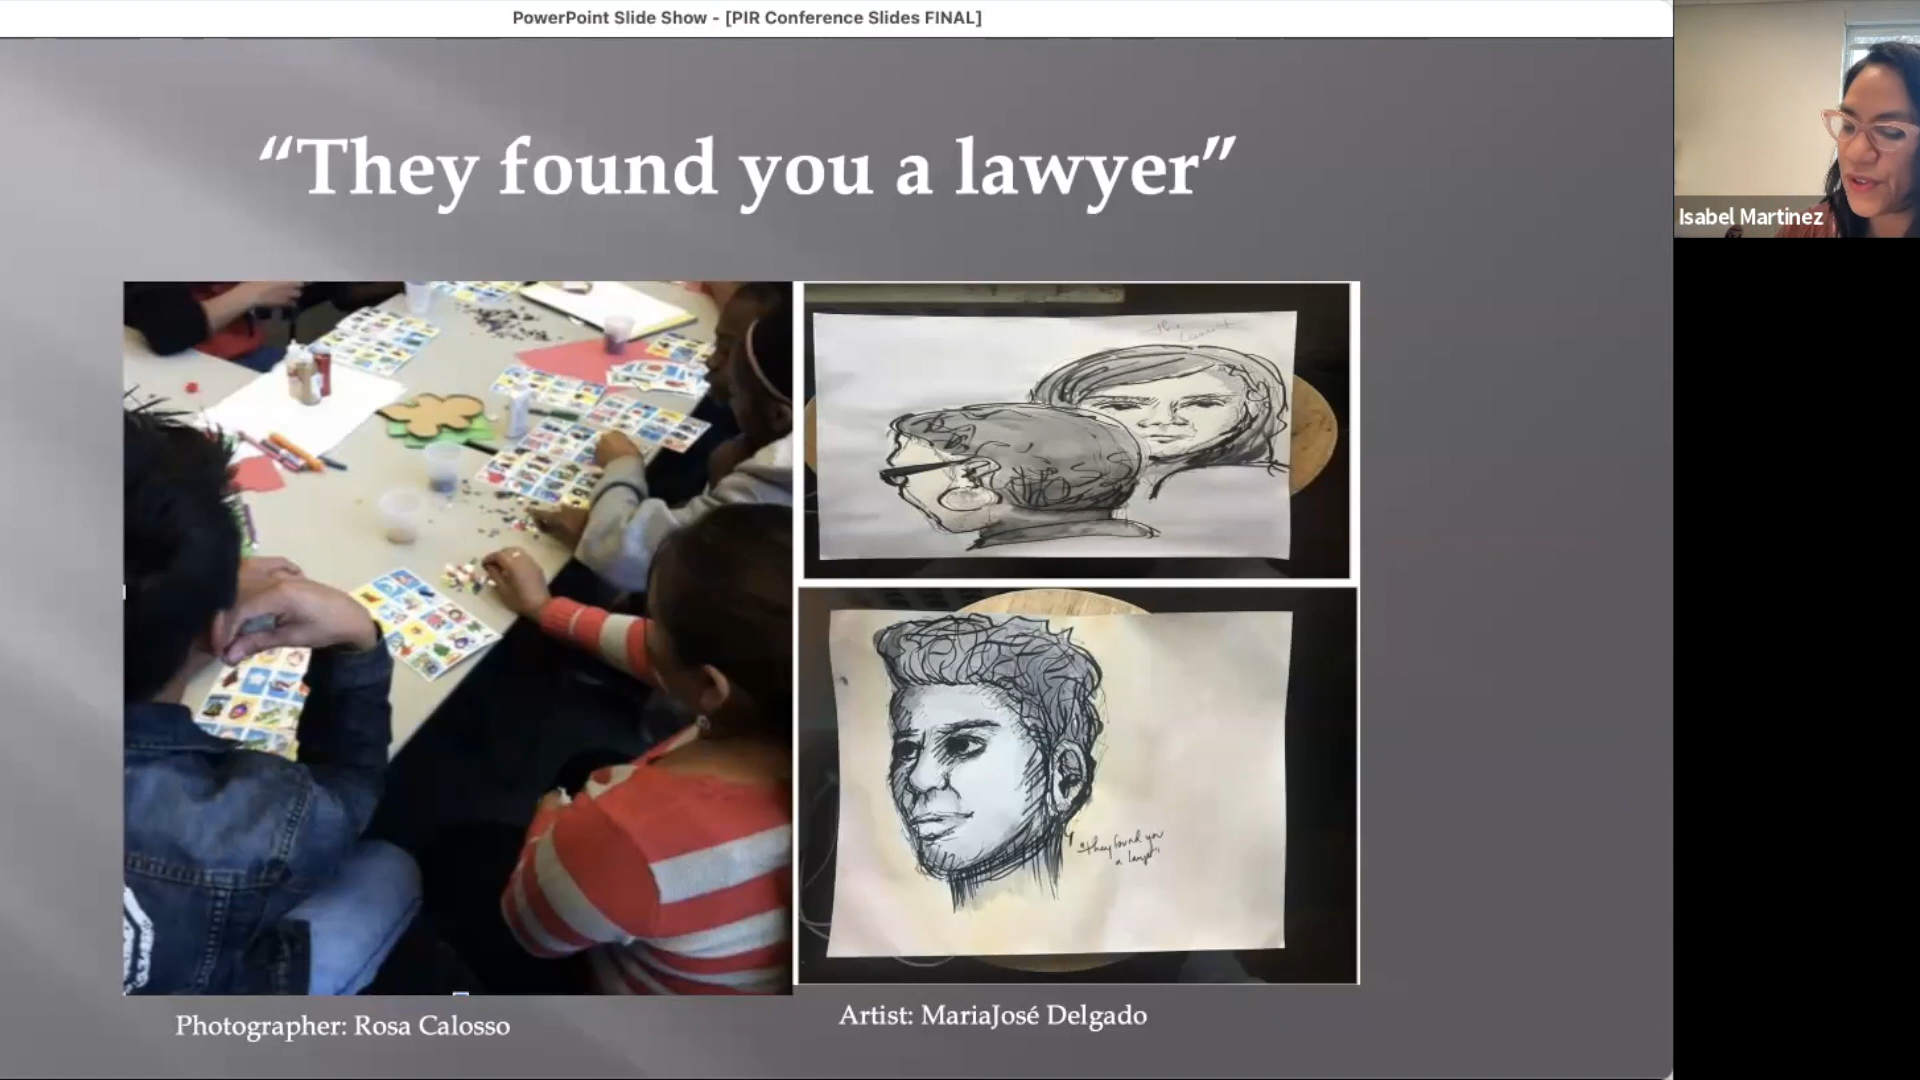 PowerPoint Slide Show - [PIR Conference Slides FINAL]
“They found you a lawyer”
Isabel Martinez
the
"they found you
a lawyer"
Photographer: Rosa Calosso
Artist: MariaJosé Delgado